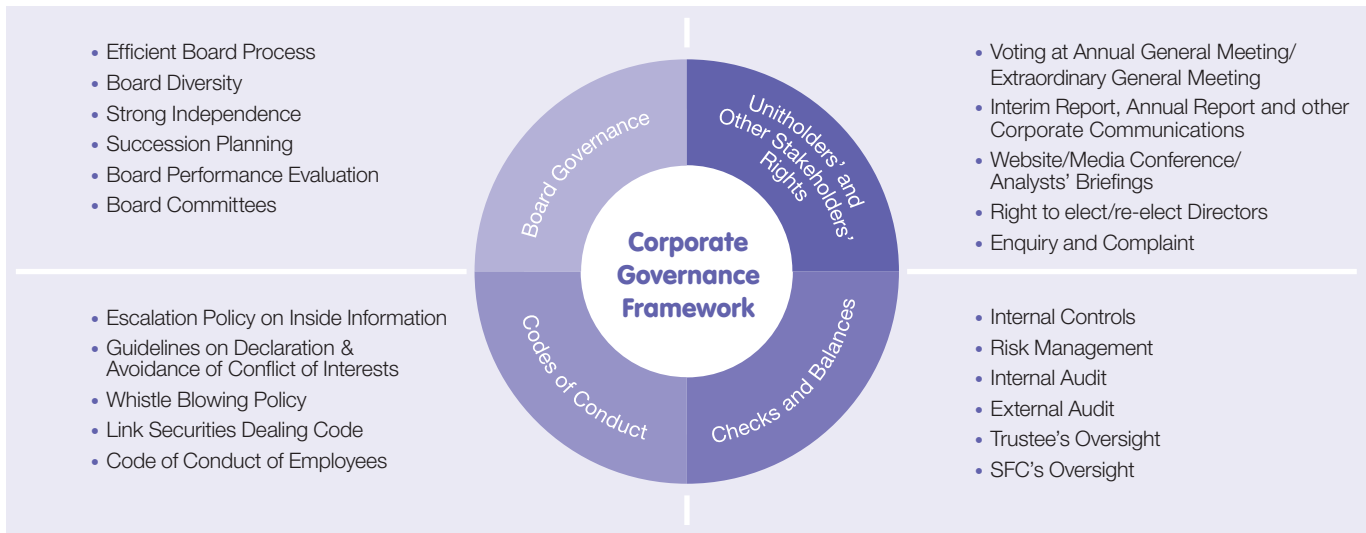 • Efficient Board Process
• Board Diversity
• Strong Independence
• Succession Planning
• Board Performance Evaluation
• Board Committees
Board Governance
Unitholders’ and
Other Stakeholders’
Rights
• Voting at Annual General Meeting/
Extraordinary General Meeting
• Interim Report, Annual Report and other
Corporate Communications
• Website/Media Conference/
Analysts’ Briefings
• Right to elect/re-elect Directors
• Enquiry and Complaint
Corporate
Governance
Framework
• Escalation Policy on Inside Information
• Guidelines on Declaration &
Avoidance of Conflict of Interests
• Whistle Blowing Policy
• Link Securities Dealing Code
• Code of Conduct of Employees
Codes of Conduct
Checks and Balances
• Internal Controls
• Risk Management
• Internal Audit
• External Audit
• Trustee’s Oversight
• SFC’s Oversight